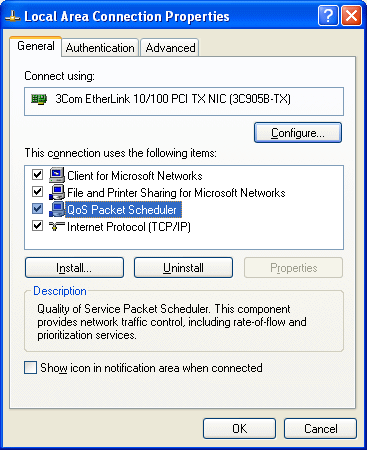 Local Area Connection Properties
General Authentication Advanced
Connect using:
3Com EtherLink 10/100 PCI TX NIC (3C905B-TX)
Configure...
This connection uses the following items:
Client for Microsoft Networks
File and Printer Sharing for Microsoft Networks
QoS Packet Scheduler
Internet Protocol (TCP/IP)
Install... Uninstall Properties
Description
Quality of Service Packet Scheduler. This component
provides network traffic control, including rate-of-flow and
prioritization services.
Show icon in notification area when connected
OK Cancel